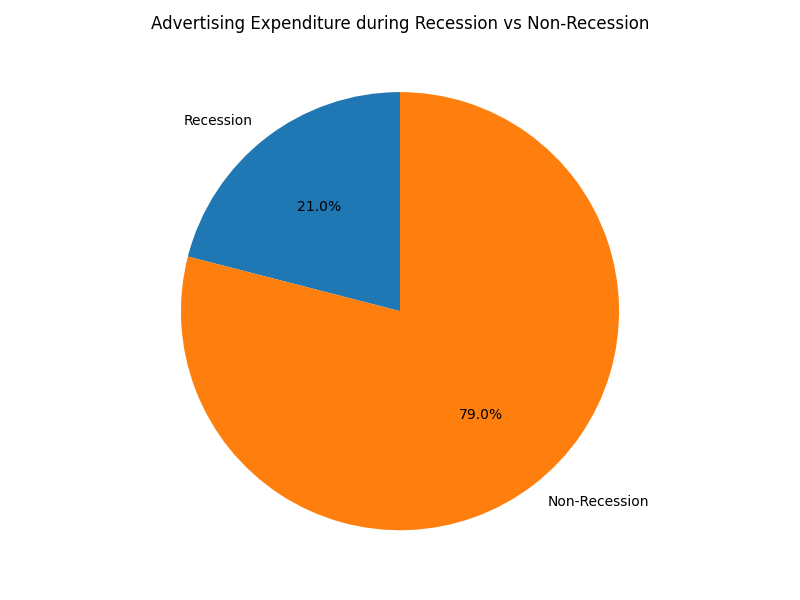 Advertising Expenditure during Recession vs Non-Recession
Recession
21.0%
79.0%
Non-Recession